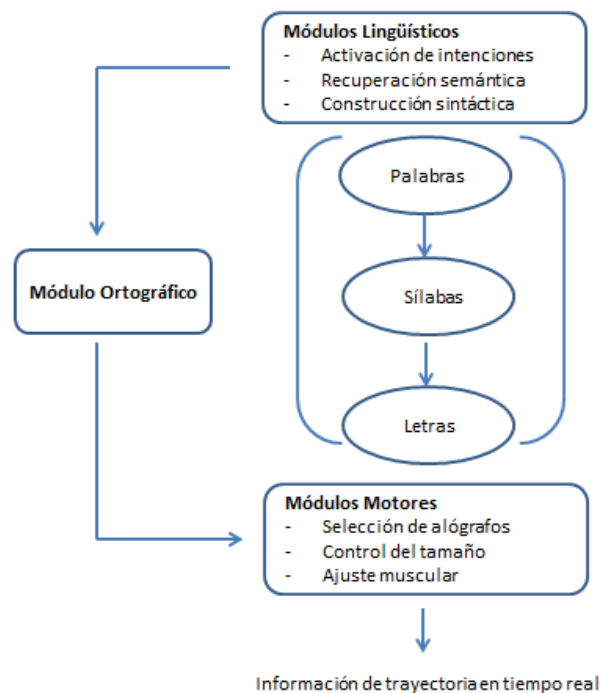 Módulos Lingüísticos
- Activación de intenciones
- Recuperación semántica
- Construcción sintáctica
Palabras
Módulo Ortográfico
Sílabas
Letras
Módulos Motores
- Selección de alógrafos
- Control del tamaño
- Ajuste muscular
Información de trayectoria en tiempo real